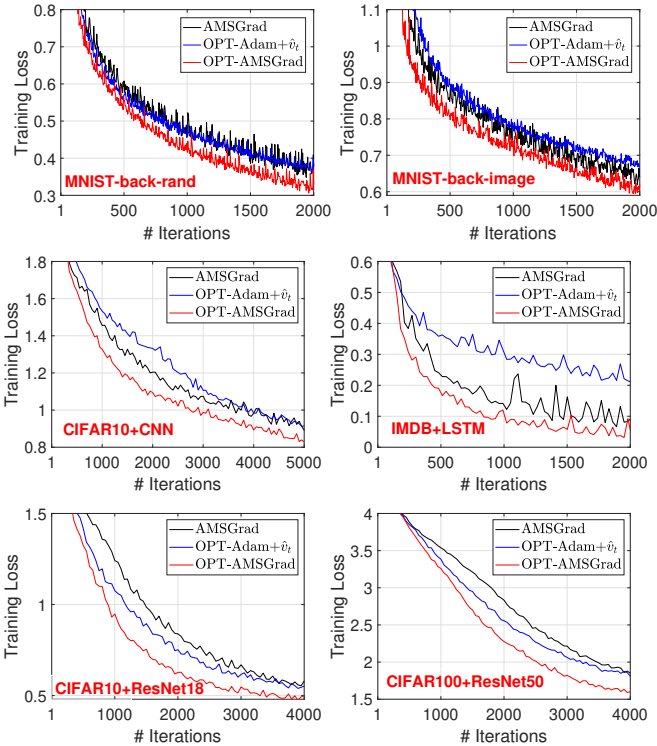 0.8
0.7
0.6
0.5
0.4
0.3
Training Loss
AMSGrad
OPT-Adam+v̂ₜ
OPT-AMSGrad
MNIST-back-rand
1 500 1000 1500 2000
# Iterations
1.1
1
0.9
0.8
0.7
0.6
Training Loss
AMSGrad
OPT-Adam+v̂ₜ
OPT-AMSGrad
MNIST-back-image
1 500 1000 1500 2000
# Iterations
1.8
1.6
1.4
1.2
1
0.8
Training Loss
AMSGrad
OPT-Adam+v̂ₜ
OPT-AMSGrad
CIFAR10+CNN
1 1000 2000 3000 4000 5000
# Iterations
0.6
0.5
0.4
0.3
0.2
0.1
0
Training Loss
AMSGrad
OPT-Adam+v̂ₜ
OPT-AMSGrad
IMDB+LSTM
1 500 1000 1500 2000
# Iterations
1.5
1
0.5
Training Loss
AMSGrad
OPT-Adam+v̂ₜ
OPT-AMSGrad
CIFAR10+ResNet18
1 1000 2000 3000 4000
# Iterations
4
3.5
3
2.5
2
1.5
Training Loss
AMSGrad
OPT-Adam+v̂ₜ
OPT-AMSGrad
CIFAR100+ResNet50
1 1000 2000 3000 4000
# Iterations